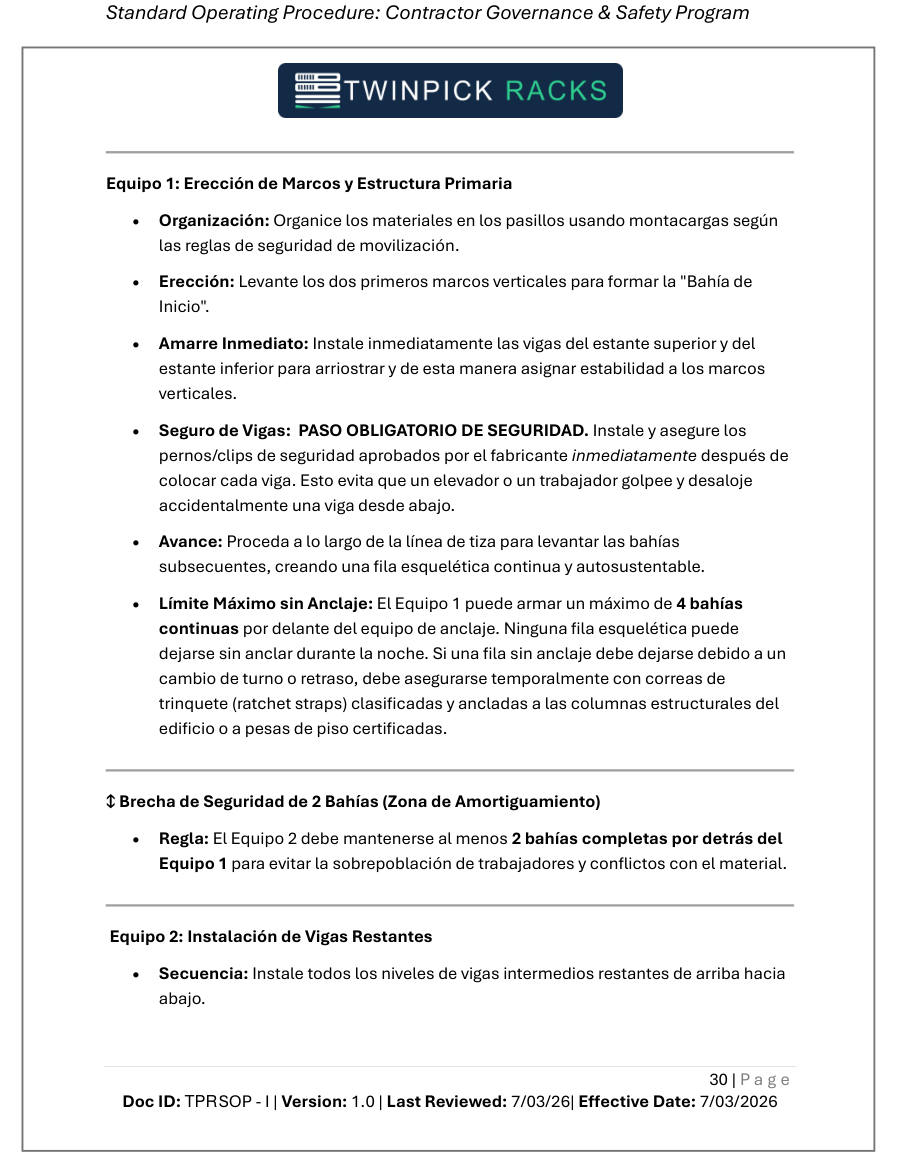 Standard Operating Procedure: Contractor Governance & Safety Program
TWINPICK RACKS
Equipo 1: Erección de Marcos y Estructura Primaria
• Organización: Organice los materiales en los pasillos usando montacargas según
las reglas de seguridad de movilización.
• Erección: Levante los dos primeros marcos verticales para formar la "Bahía de
Inicio".
• Amarre Inmediato: Instale inmediatamente las vigas del estante superior y del
estante inferior para arriostrar y de esta manera asignar estabilidad a los marcos
verticales.
• Seguro de Vigas:  PASO OBLIGATORIO DE SEGURIDAD. Instale y asegure los
pernos/clips de seguridad aprobados por el fabricante inmediatamente después de
colocar cada viga. Esto evita que un elevador o un trabajador golpee y desaloje
accidentalmente una viga desde abajo.
• Avance: Proceda a lo largo de la línea de tiza para levantar las bahías
subsecuentes, creando una fila esquelética continua y autosustentable.
• Límite Máximo sin Anclaje: El Equipo 1 puede armar un máximo de 4 bahías
continuas por delante del equipo de anclaje. Ninguna fila esquelética puede
dejarse sin anclar durante la noche. Si una fila sin anclaje debe dejarse debido a un
cambio de turno o retraso, debe asegurarse temporalmente con correas de
trinquete (ratchet straps) clasificadas y ancladas a las columnas estructurales del
edificio o a pesas de piso certificadas.
↕ Brecha de Seguridad de 2 Bahías (Zona de Amortiguamiento)
• Regla: El Equipo 2 debe mantenerse al menos 2 bahías completas por detrás del
Equipo 1 para evitar la sobrepoblación de trabajadores y conflictos con el material.
Equipo 2: Instalación de Vigas Restantes
• Secuencia: Instale todos los niveles de vigas intermedios restantes de arriba hacia
abajo.
30 | Page
Doc ID: TPRSOP - I | Version: 1.0 | Last Reviewed: 7/03/26| Effective Date: 7/03/2026